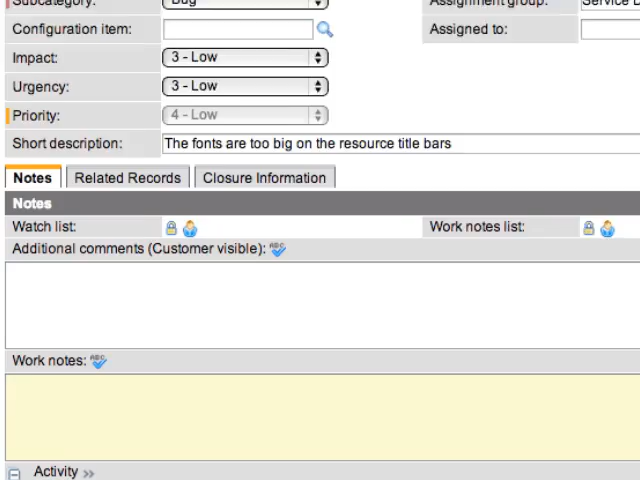 Subcategory: Bug Assignment group: Service D
Configuration item: Assigned to:
Impact: 3 - Low
Urgency: 3 - Low
Priority: 4 - Low
Short description: The fonts are too big on the resource title bars
Notes Related Records Closure Information
Notes
Watch list: Work notes list:
Additional comments (Customer visible): ABC
Work notes: ABC
Activity